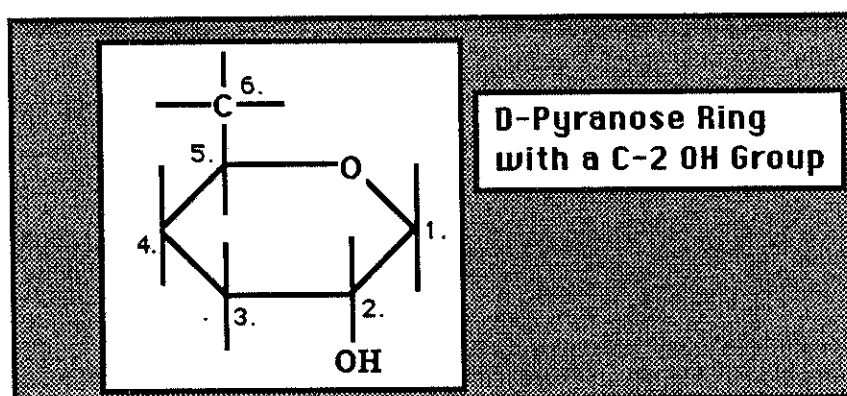 6.
C
5.
O
4.
1.
3.
2.
OH
D-Pyranose Ring
with a C-2 OH Group